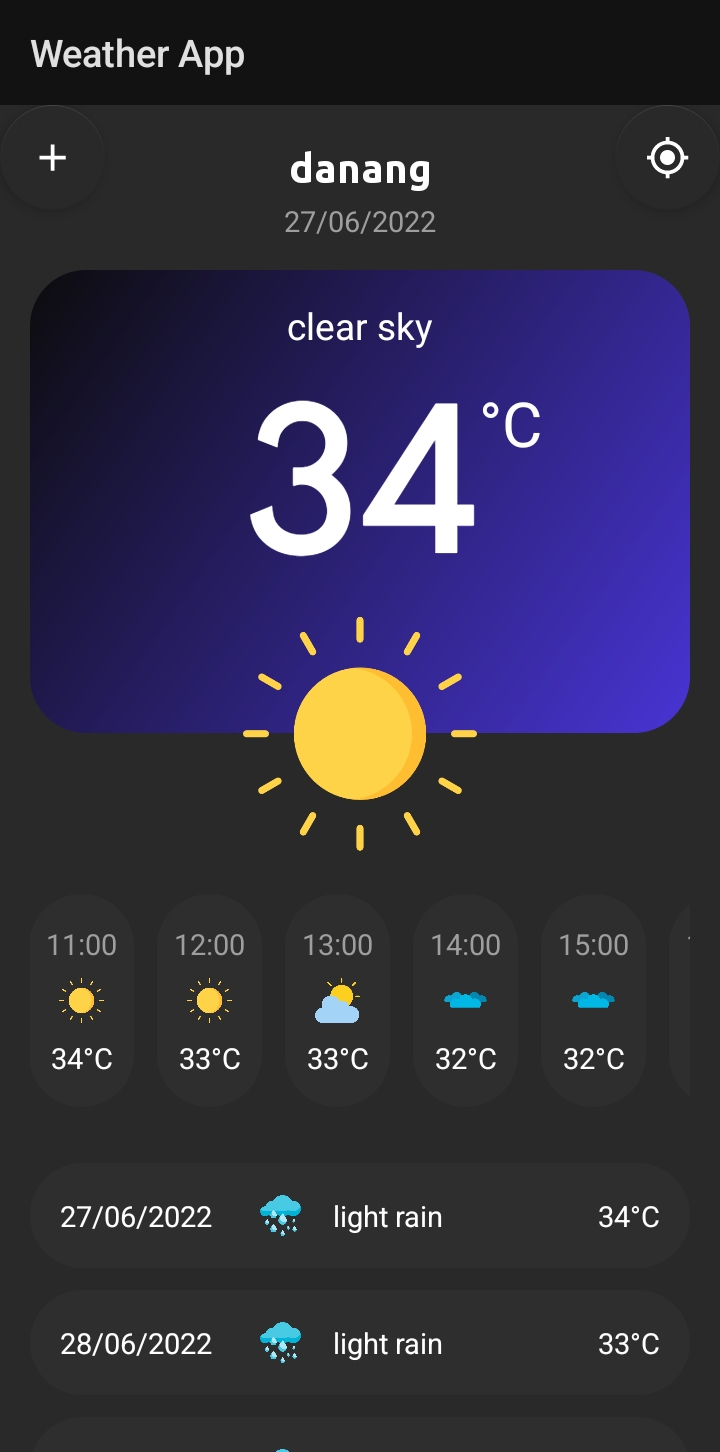 Weather App
danang
27/06/2022
clear sky
34°C
11:00 12:00 13:00 14:00 15:00
34°C 33°C 33°C 32°C 32°C
27/06/2022 light rain 34°C
28/06/2022 light rain 33°C